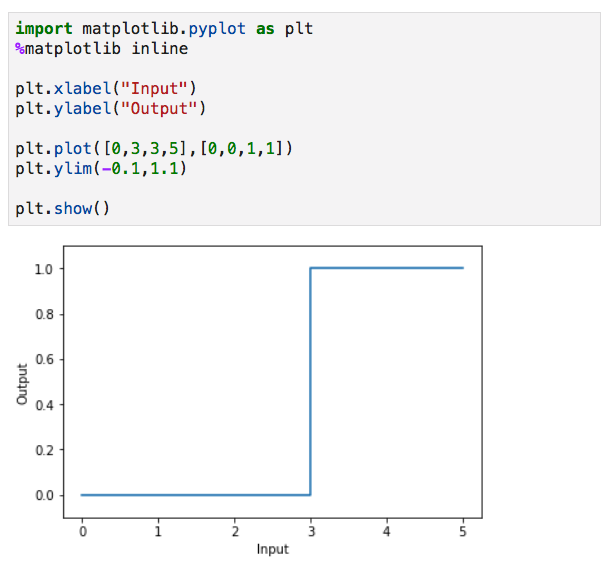 import matplotlib.pyplot as plt
%matplotlib inline
plt.xlabel("Input")
plt.ylabel("Output")
plt.plot([0,3,3,5],[0,0,1,1])
plt.ylim(-0.1,1.1)
plt.show()
1.0
0.8
0.6
0.4
0.2
0.0
Output
0 1 2 3 4 5
Input